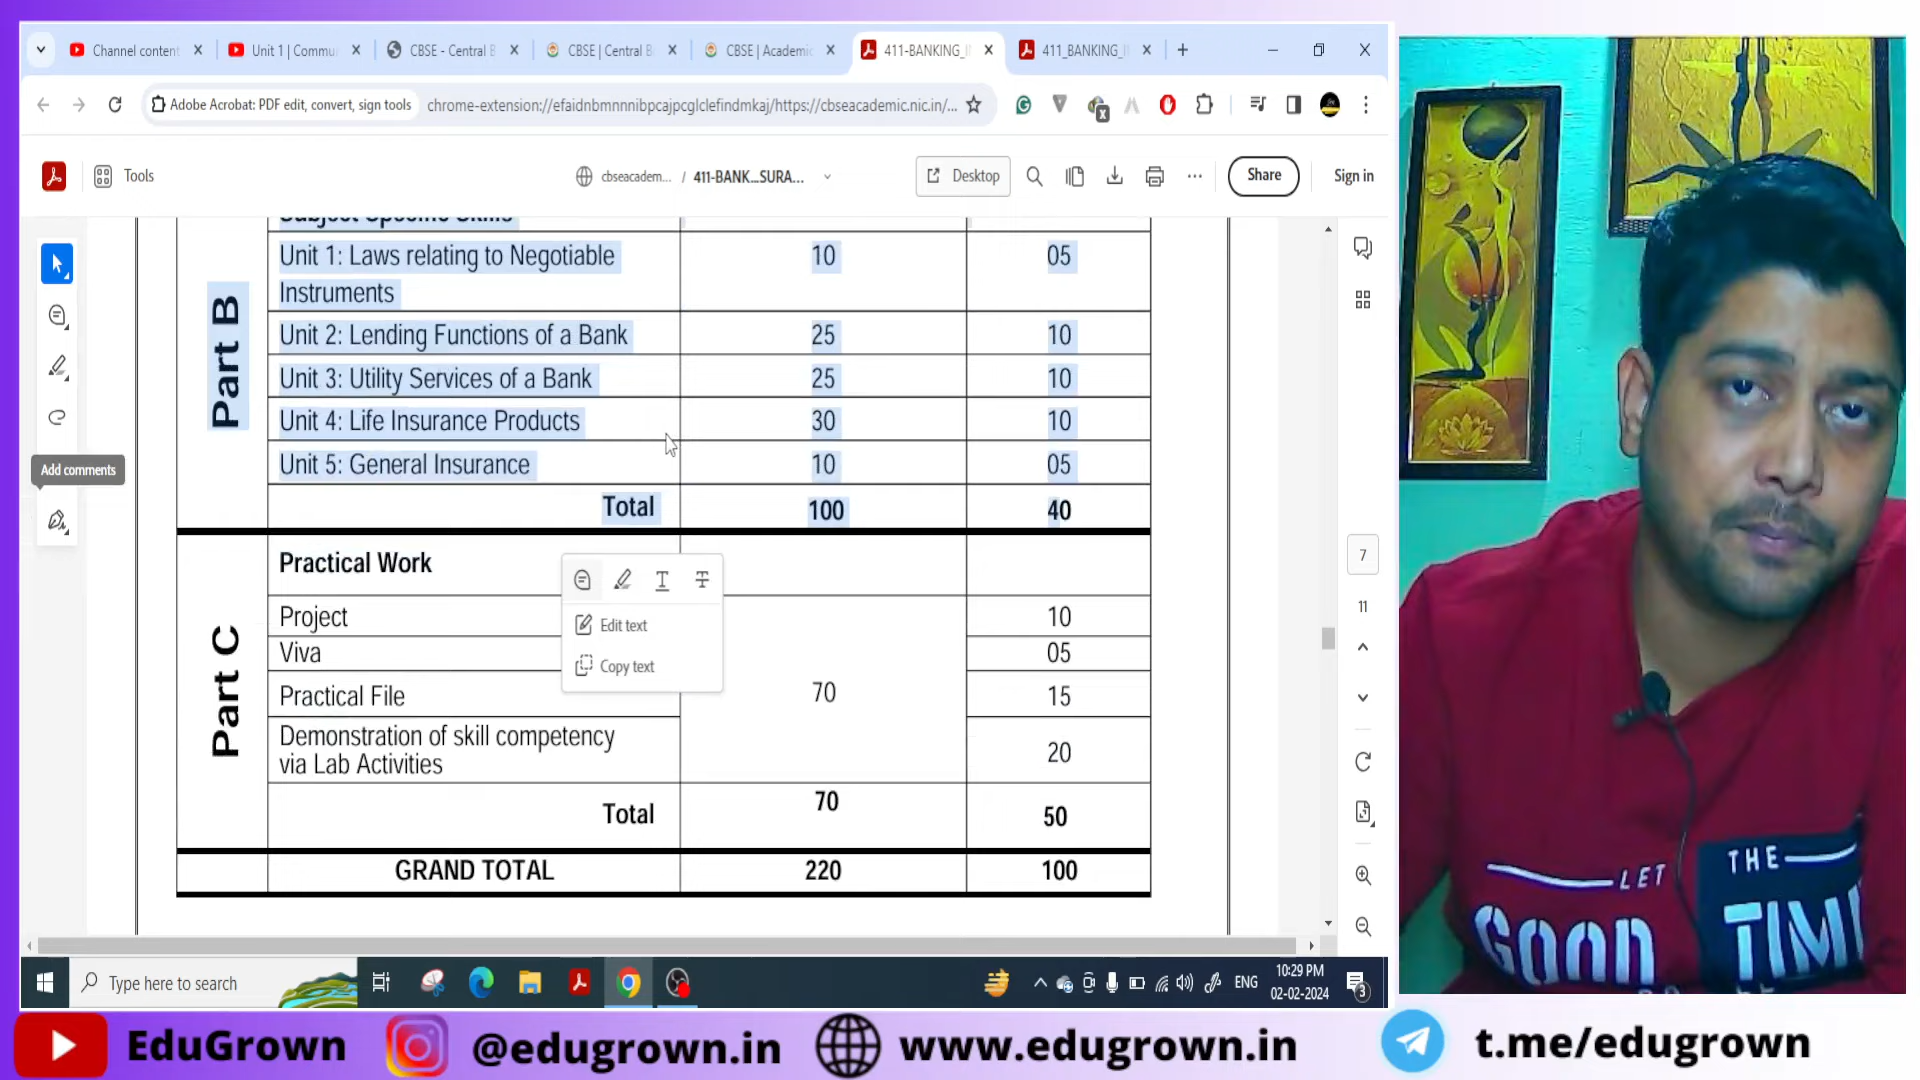 Channel content
Unit 1 | Commu
CBSE - Central B
CBSE | Central B
CBSE | Academic
411-BANKING_I
411_BANKING_I
Adobe Acrobat: PDF edit, convert, sign tools
chrome-extension://efaidnbmnnnibpcajpcglclefindmkaj/https://cbseacademic.nic.in/...
Tools
cbseacadem... / 411-BANK...SURA...
Desktop
Share
Sign in
Subject Specific Skills
Part B
Unit 1: Laws relating to Negotiable Instruments 10 05
Unit 2: Lending Functions of a Bank 25 10
Unit 3: Utility Services of a Bank 25 10
Unit 4: Life Insurance Products 30 10
Unit 5: General Insurance 10 05
Total 100 40
Add comments
Part C
Practical Work
Edit text
Copy text
Project 10
Viva 05
Practical File 70 15
Demonstration of skill competency
via Lab Activities 20
Total 70 50
GRAND TOTAL 220 100
7
11
LET
THE
GOOD
TIM
Type here to search
ENG
10:29 PM
02-02-2024
3
EduGrown
@edugrown.in
www.edugrown.in
t.me/edugrown